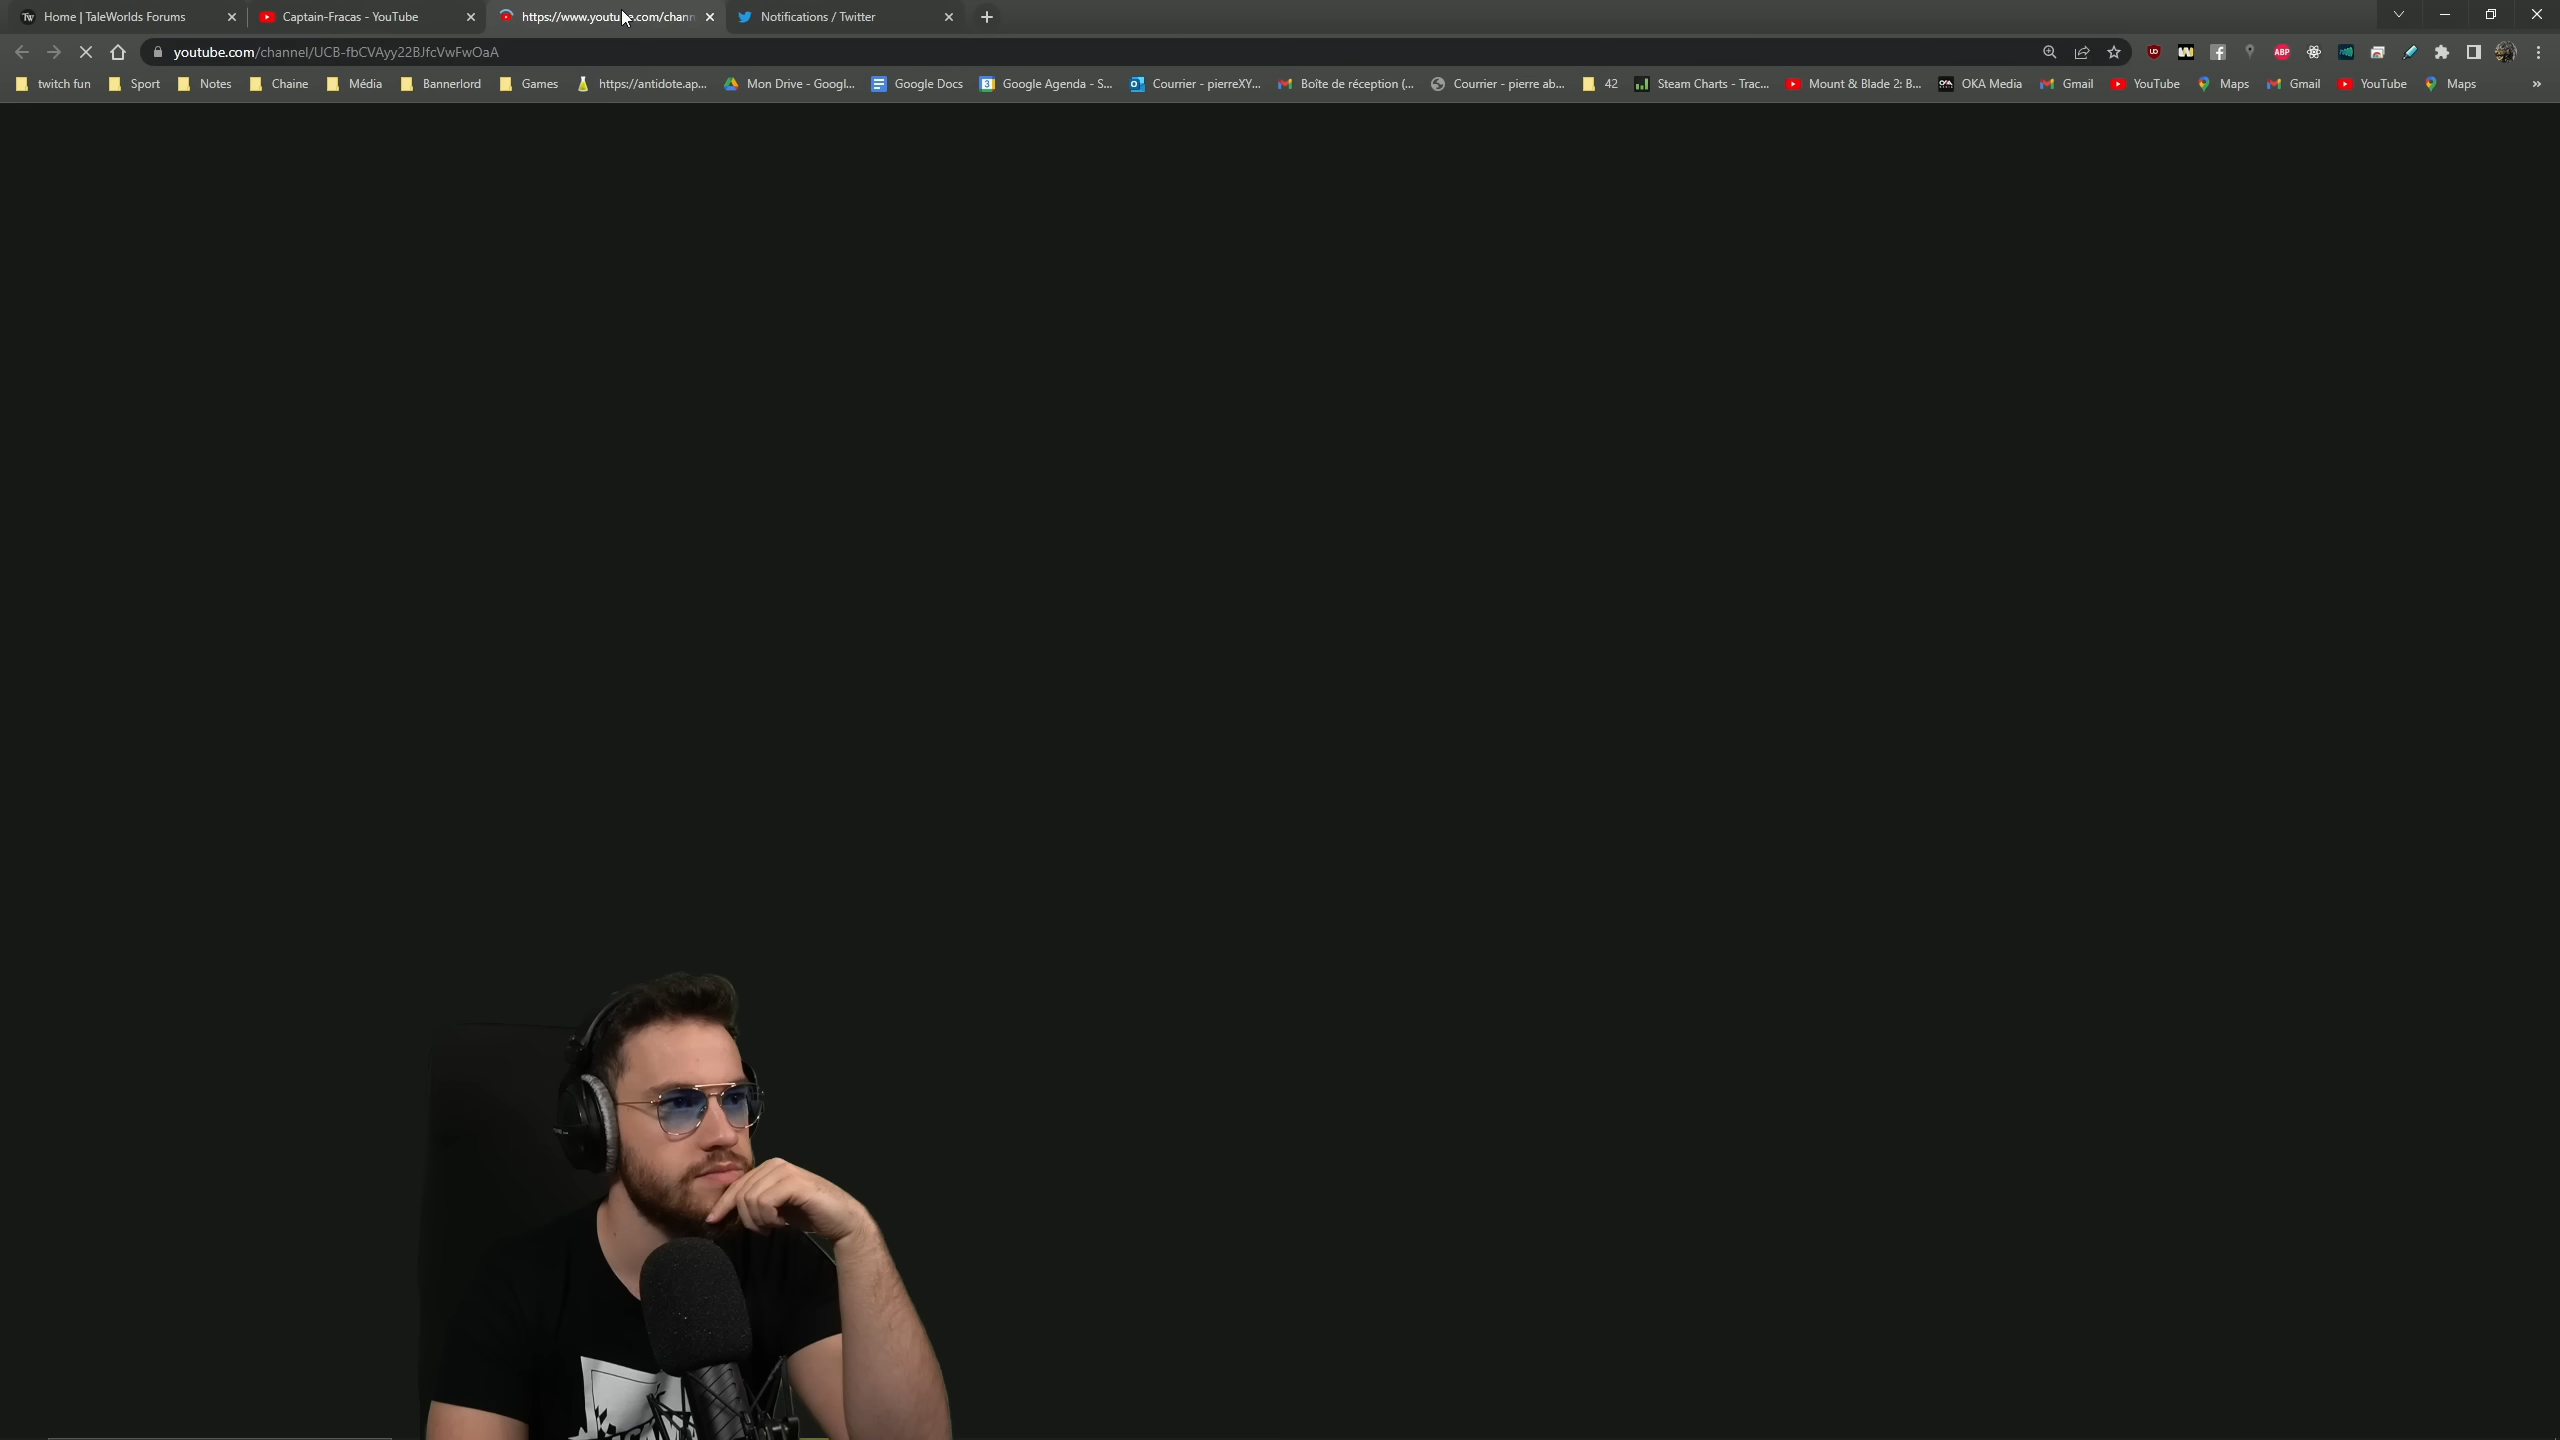 Home | TaleWorlds Forums
Captain-Fracas - YouTube
https://www.youtube.com/chann
Notifications / Twitter
youtube.com/channel/UCB-fbCVAyy22BJfcVwFwOaA
twitch fun Sport Notes Chaine Média Bannerlord Games https://antidote.ap... Mon Drive - Googl... Google Docs Google Agenda - S... Courrier - pierreXY... Boîte de réception (... Courrier - pierre ab... 42 Steam Charts - Trac... Mount & Blade 2: B... OKA Media Gmail YouTube Maps Gmail YouTube Maps »